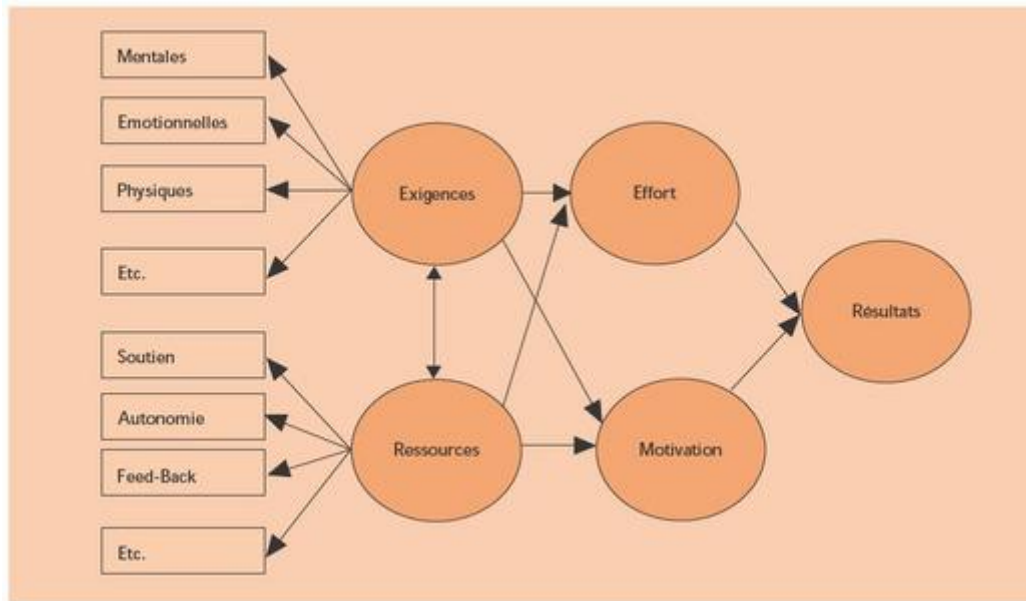 Mentales
Emotionnelles
Physiques
Etc.
Exigences
Effort
Résultats
Soutien
Autonomie
Feed-Back
Etc.
Ressources
Motivation